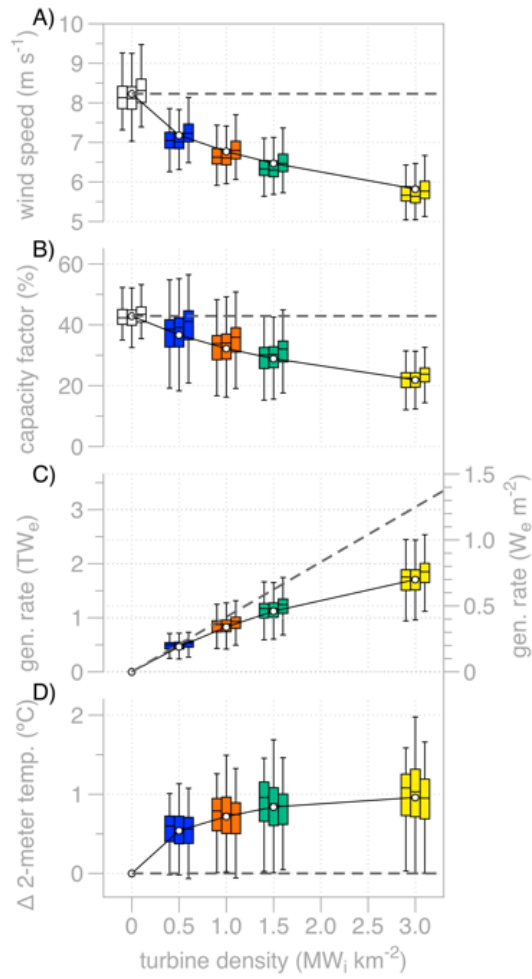 A)
wind speed (m s⁻¹)
10
9
8
7
6
5
B)
capacity factor (%)
60
40
20
0
C)
gen. rate (TWₑ)
3
2
1
0
gen. rate (Wₑ m⁻²)
1.5
1.0
0.5
0
D)
Δ 2-meter temp. (ºC)
2
1
0
0 0.5 1.0 1.5 2.0 2.5 3.0
turbine density (MWᵢ km⁻²)